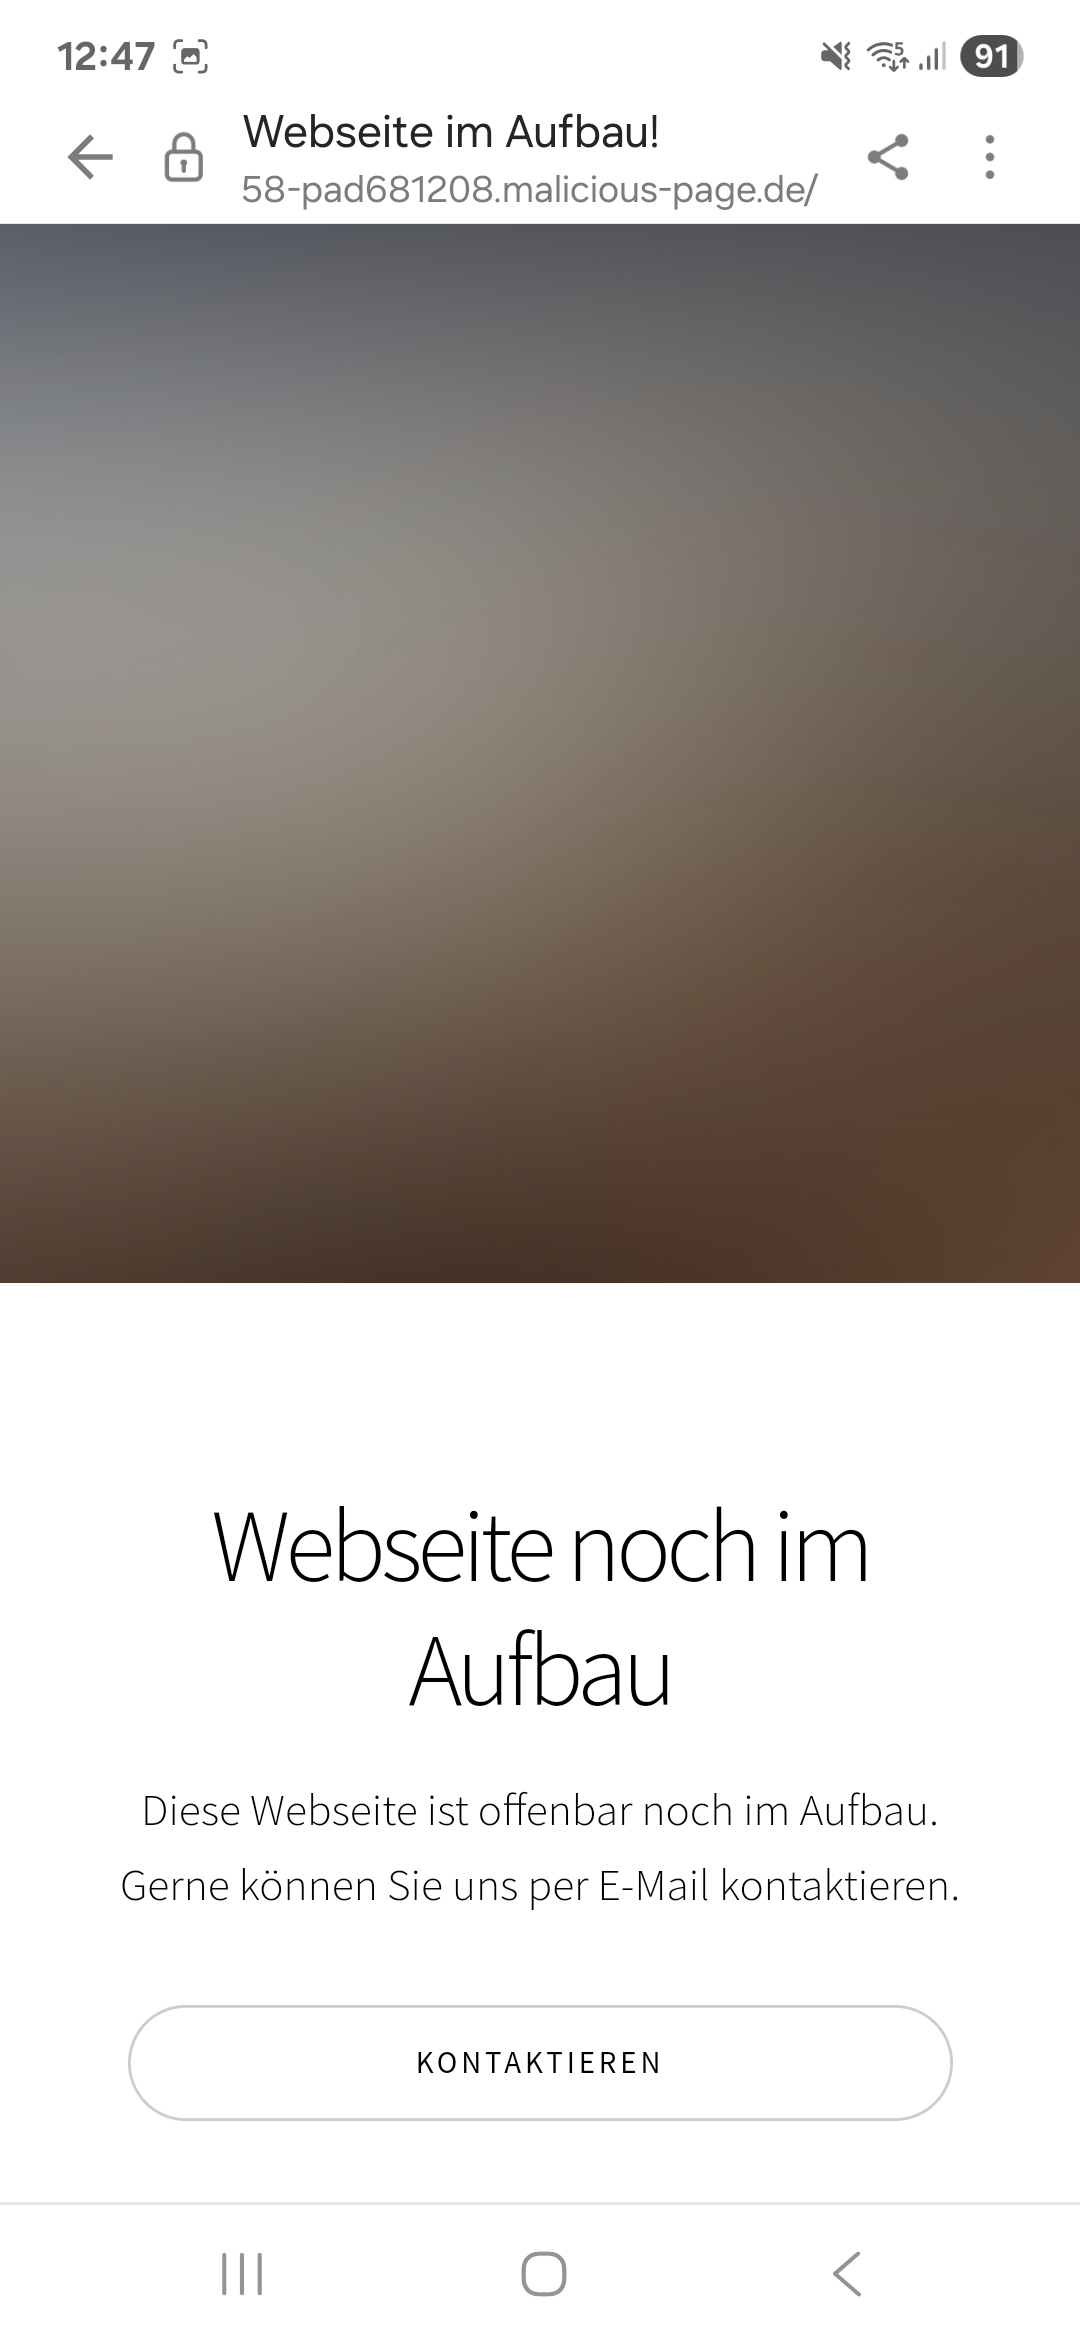 12:47
5
91
Webseite im Aufbau!
58-pad681208.malicious-page.de/
Webseite noch im
Aufbau
Diese Webseite ist offenbar noch im Aufbau.
Gerne können Sie uns per E-Mail kontaktieren.
KONTAKTIEREN